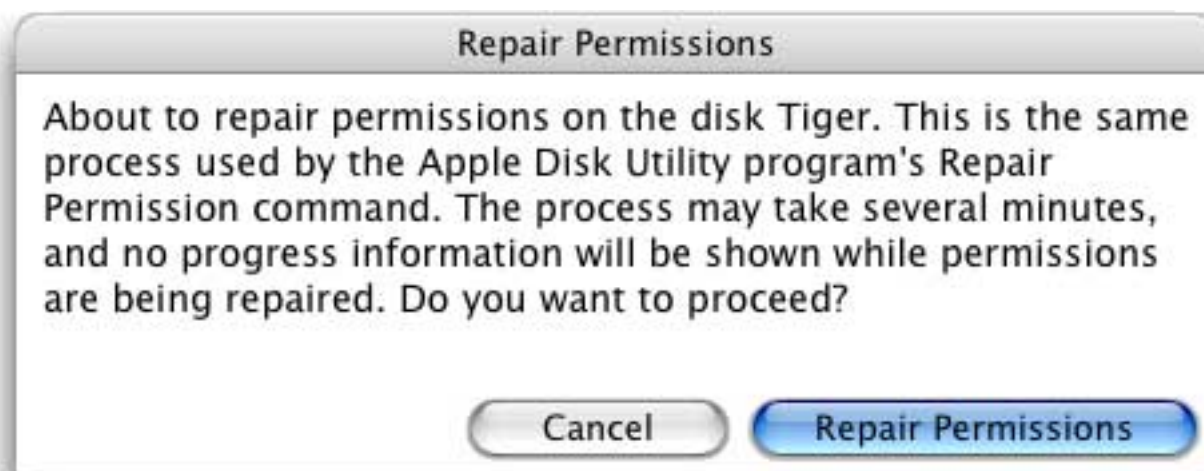 Repair Permissions
About to repair permissions on the disk Tiger. This is the same
process used by the Apple Disk Utility program's Repair
Permission command. The process may take several minutes,
and no progress information will be shown while permissions
are being repaired. Do you want to proceed?
Cancel
Repair Permissions